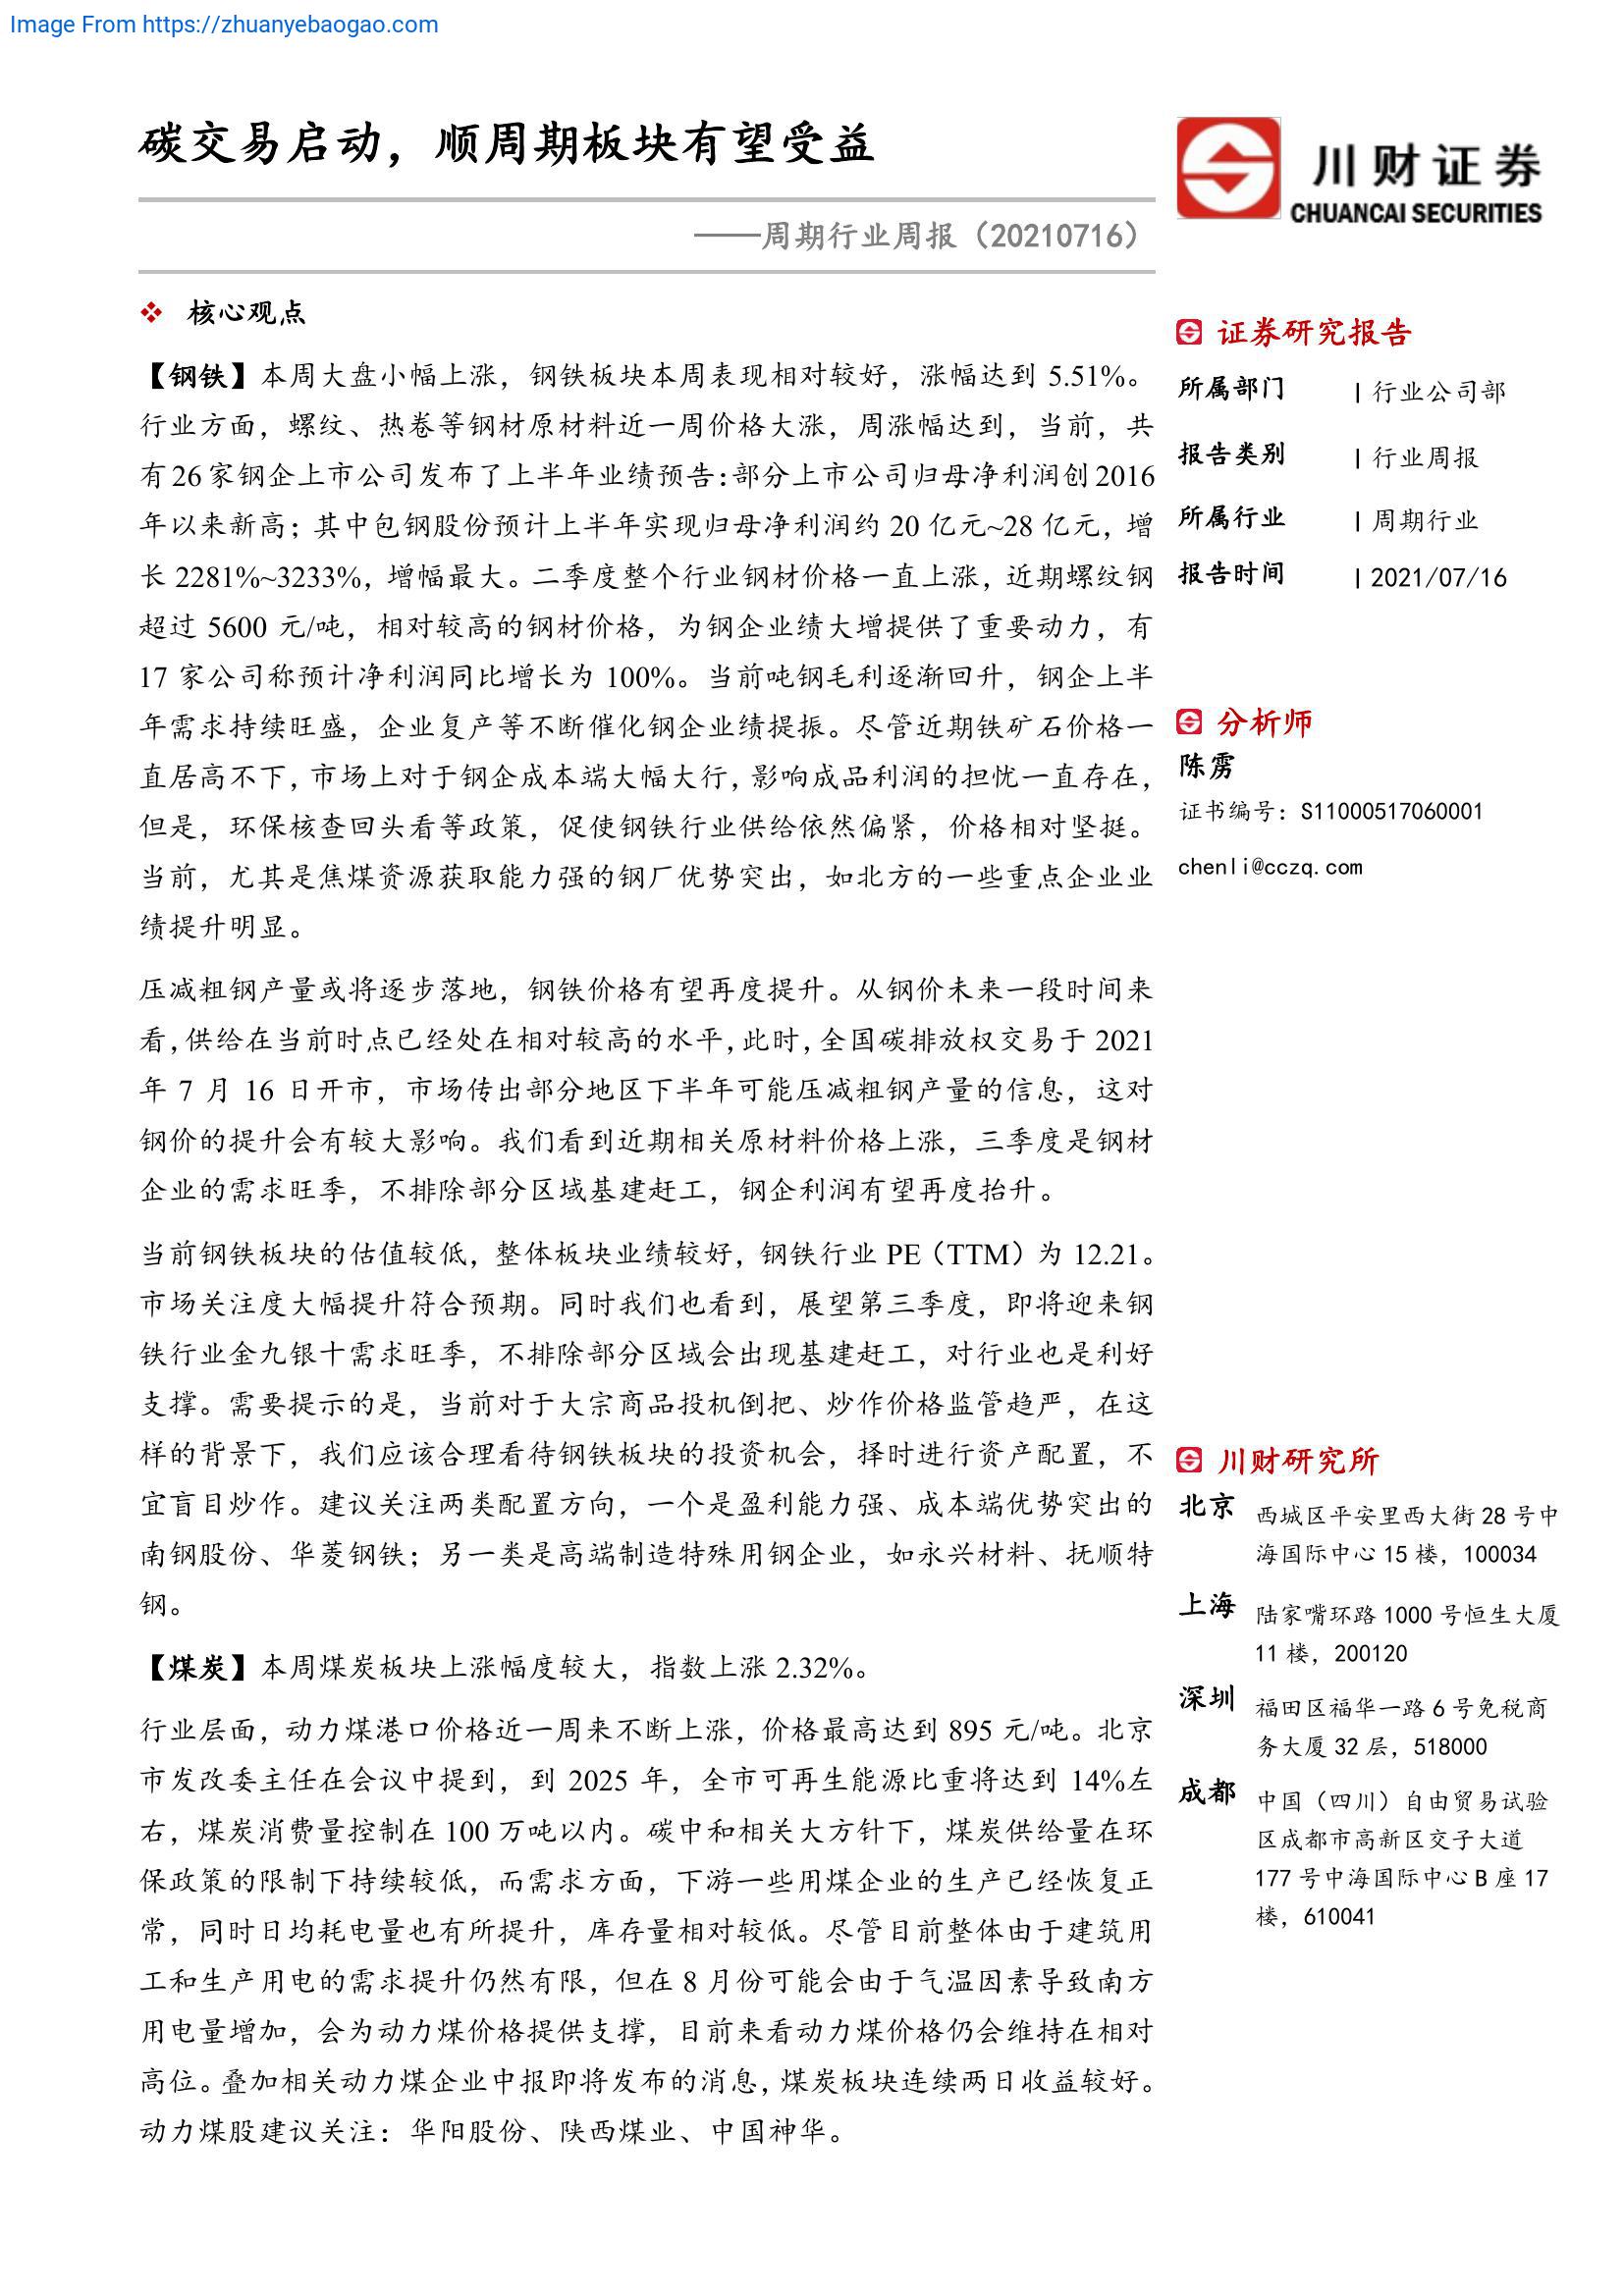 Image From https://zhuanyebaogao.com
碳交易启动，顺周期板块有望受益
——周期行业周报（20210716）
川财证券
CHUANCAI SECURITIES
核心观点
【钢铁】本周大盘小幅上涨，钢铁板块本周表现相对较好，涨幅达到 5.51%。
行业方面，螺纹、热卷等钢材原材料近一周价格大涨，周涨幅达到，当前，共
有 26 家钢企上市公司发布了上半年业绩预告:部分上市公司归母净利润创 2016
年以来新高；其中包钢股份预计上半年实现归母净利润约 20 亿元~28 亿元，增
长 2281%~3233%，增幅最大。二季度整个行业钢材价格一直上涨，近期螺纹钢
超过 5600 元/吨，相对较高的钢材价格，为钢企业绩大增提供了重要动力，有
17 家公司称预计净利润同比增长为 100%。当前吨钢毛利逐渐回升，钢企上半
年需求持续旺盛，企业复产等不断催化钢企业绩提振。尽管近期铁矿石价格一
直居高不下，市场上对于钢企成本端大幅大行，影响成品利润的担忧一直存在，
但是，环保核查回头看等政策，促使钢铁行业供给依然偏紧，价格相对坚挺。
当前，尤其是焦煤资源获取能力强的钢厂优势突出，如北方的一些重点企业业
绩提升明显。
压减粗钢产量或将逐步落地，钢铁价格有望再度提升。从钢价未来一段时间来
看，供给在当前时点已经处在相对较高的水平，此时，全国碳排放权交易于 2021
年 7 月 16 日开市，市场传出部分地区下半年可能压减粗钢产量的信息，这对
钢价的提升会有较大影响。我们看到近期相关原材料价格上涨，三季度是钢材
企业的需求旺季，不排除部分区域基建赶工，钢企利润有望再度抬升。
当前钢铁板块的估值较低，整体板块业绩较好，钢铁行业 PE（TTM）为 12.21。
市场关注度大幅提升符合预期。同时我们也看到，展望第三季度，即将迎来钢
铁行业金九银十需求旺季，不排除部分区域会出现基建赶工，对行业也是利好
支撑。需要提示的是，当前对于大宗商品投机倒把、炒作价格监管趋严，在这
样的背景下，我们应该合理看待钢铁板块的投资机会，择时进行资产配置，不
宜盲目炒作。建议关注两类配置方向，一个是盈利能力强、成本端优势突出的
南钢股份、华菱钢铁；另一类是高端制造特殊用钢企业，如永兴材料、抚顺特
钢。
【煤炭】本周煤炭板块上涨幅度较大，指数上涨 2.32%。
行业层面，动力煤港口价格近一周来不断上涨，价格最高达到 895 元/吨。北京
市发改委主任在会议中提到，到 2025 年，全市可再生能源比重将达到 14%左
右，煤炭消费量控制在 100 万吨以内。碳中和相关大方针下，煤炭供给量在环
保政策的限制下持续较低，而需求方面，下游一些用煤企业的生产已经恢复正
常，同时日均耗电量也有所提升，库存量相对较低。尽管目前整体由于建筑用
工和生产用电的需求提升仍然有限，但在 8 月份可能会由于气温因素导致南方
用电量增加，会为动力煤价格提供支撑，目前来看动力煤价格仍会维持在相对
高位。叠加相关动力煤企业中报即将发布的消息，煤炭板块连续两日收益较好。
动力煤股建议关注：华阳股份、陕西煤业、中国神华。
证券研究报告
所属部门 | 行业公司部
报告类别 | 行业周报
所属行业 | 周期行业
报告时间 | 2021/07/16
分析师
陈雳
证书编号：S11000517060001
chenli@cczq.com
川财研究所
北京 西城区平安里西大街 28 号中
海国际中心 15 楼，100034
上海 陆家嘴环路 1000 号恒生大厦
11 楼，200120
深圳 福田区福华一路 6 号免税商
务大厦 32 层，518000
成都 中国（四川）自由贸易试验
区成都市高新区交子大道
177 号中海国际中心 B 座 17
楼，610041